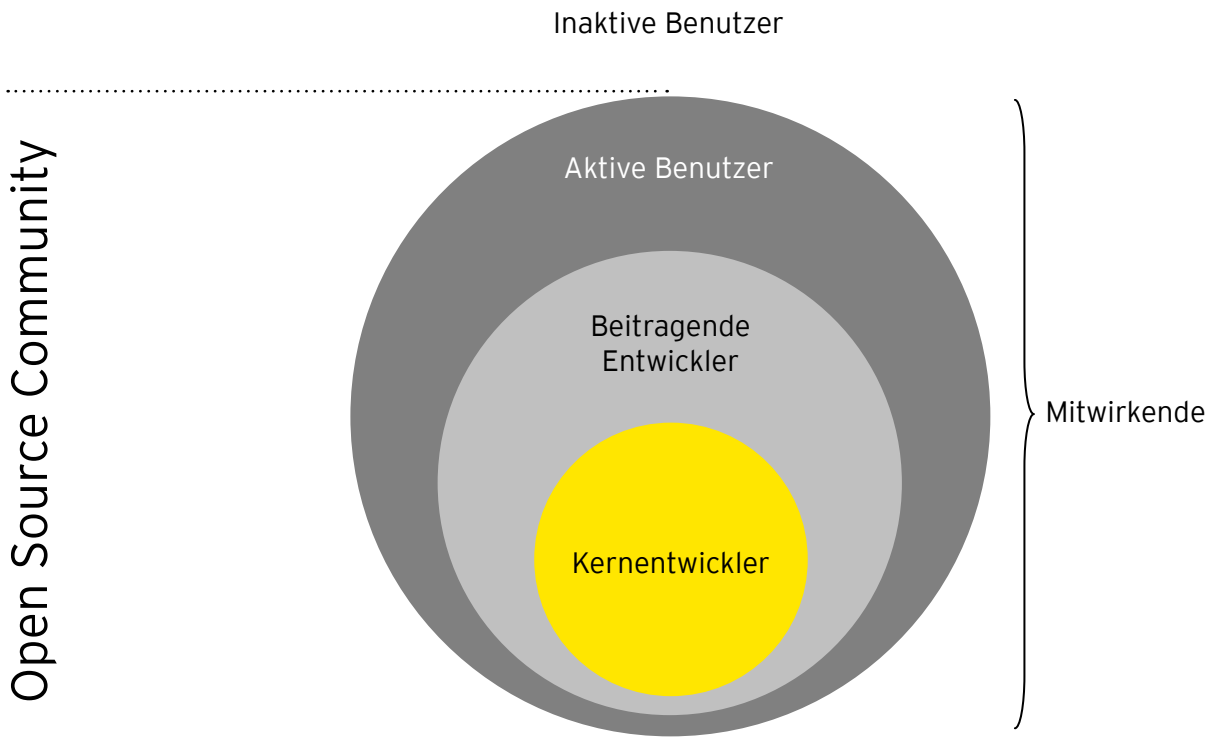 Inaktive Benutzer
Open Source Community
Aktive Benutzer
Beitragende
Entwickler
Mitwirkende
Kernentwickler